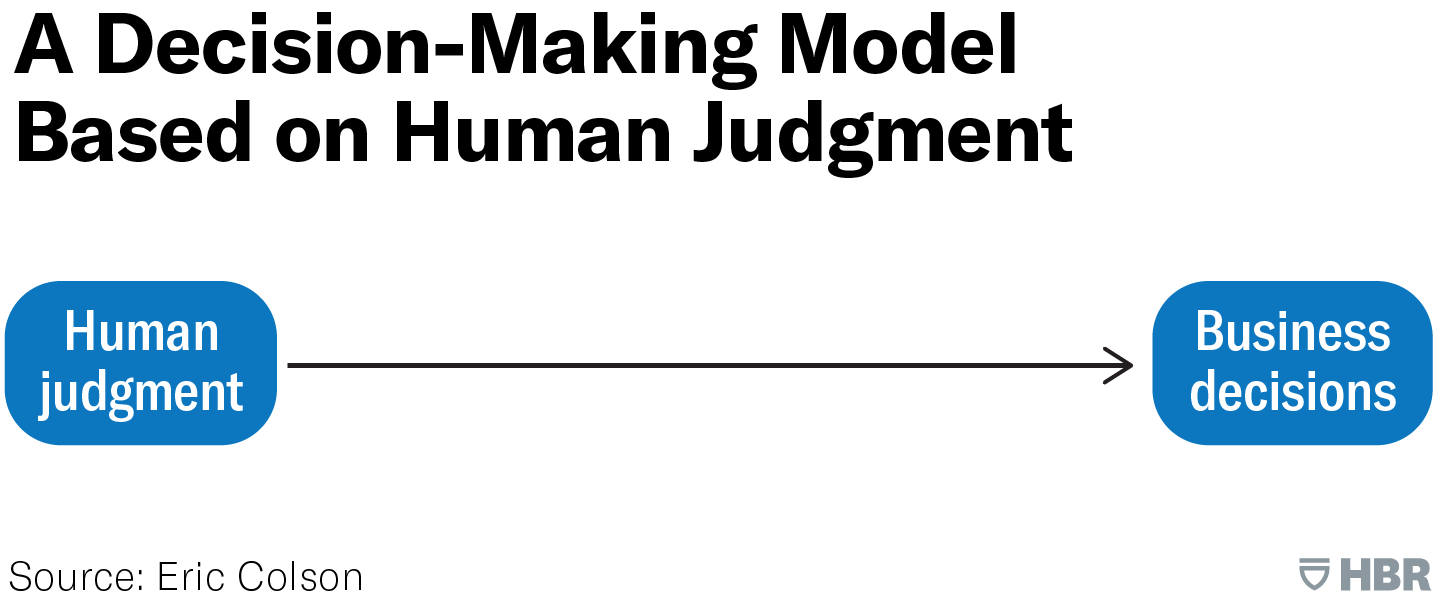 A Decision-Making Model
Based on Human Judgment
Human
judgment
Business
decisions
Source: Eric Colson
HBR